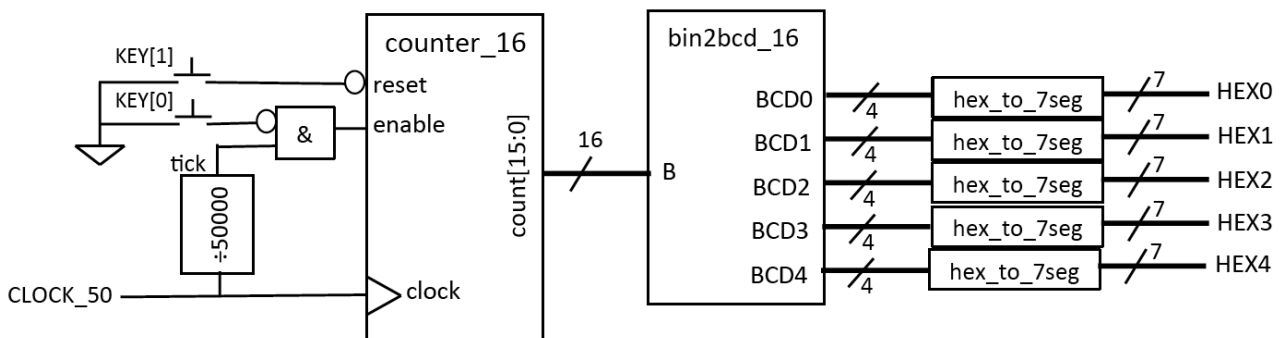 counter_16
KEY[1]
reset
KEY[0]
&
enable
tick
÷50000
CLOCK_50
clock
count[15:0]
16
bin2bcd_16
B
BCD0
4
hex_to_7seg
7
HEX0
BCD1
4
hex_to_7seg
7
HEX1
BCD2
4
hex_to_7seg
7
HEX2
BCD3
4
hex_to_7seg
7
HEX3
BCD4
4
hex_to_7seg
7
HEX4